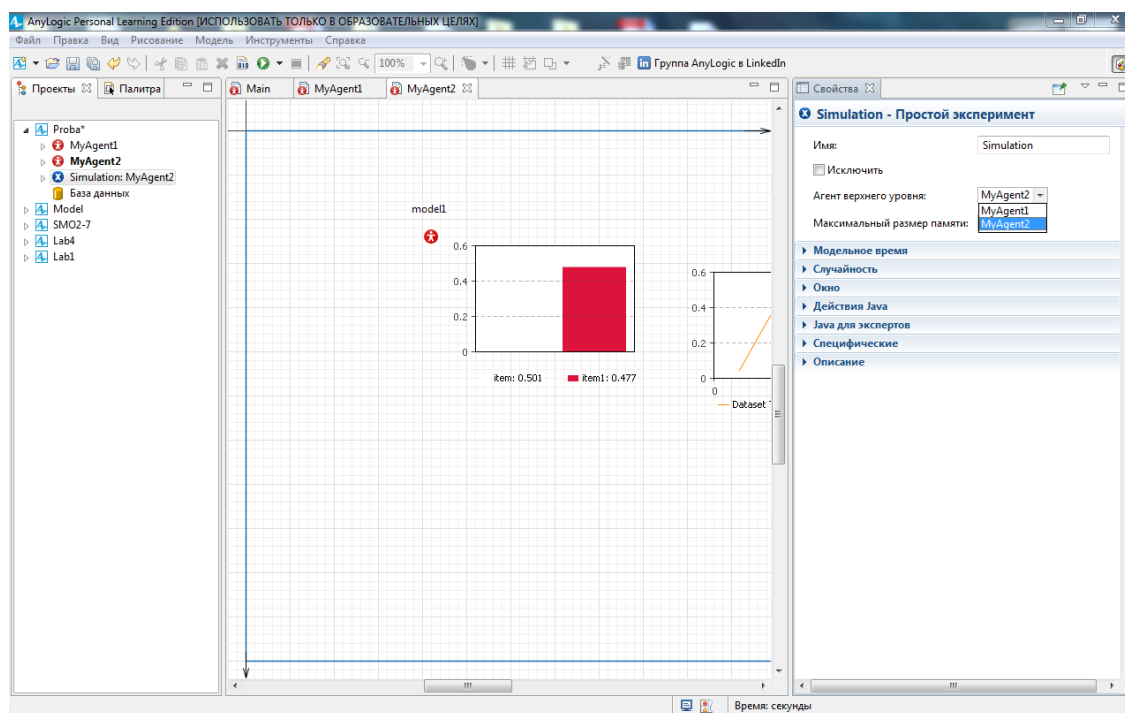 AnyLogic Personal Learning Edition [ИСПОЛЬЗОВАТЬ ТОЛЬКО В ОБРАЗОВАТЕЛЬНЫХ ЦЕЛЯХ]
Файл Правка Вид Рисование Модель Инструменты Справка
100% Группа AnyLogic в LinkedIn
Проекты Палитра
Proba*
MyAgent1
MyAgent2
Simulation: MyAgent2
База данных
Model
SMO2-7
Lab4
Lab1
Main MyAgent1 MyAgent2
model1
0.6
0.4
0.2
0
item: 0.501 item1: 0.477
0.6
0.4
0.2
0
0
Dataset
Свойства
Simulation - Простой эксперимент
Имя: Simulation
Исключить
Агент верхнего уровня: MyAgent2
MyAgent1
Максимальный размер памяти: MyAgent2
Модельное время
Случайность
Окно
Действия Java
Java для экспертов
Специфические
Описание
Время: секунды